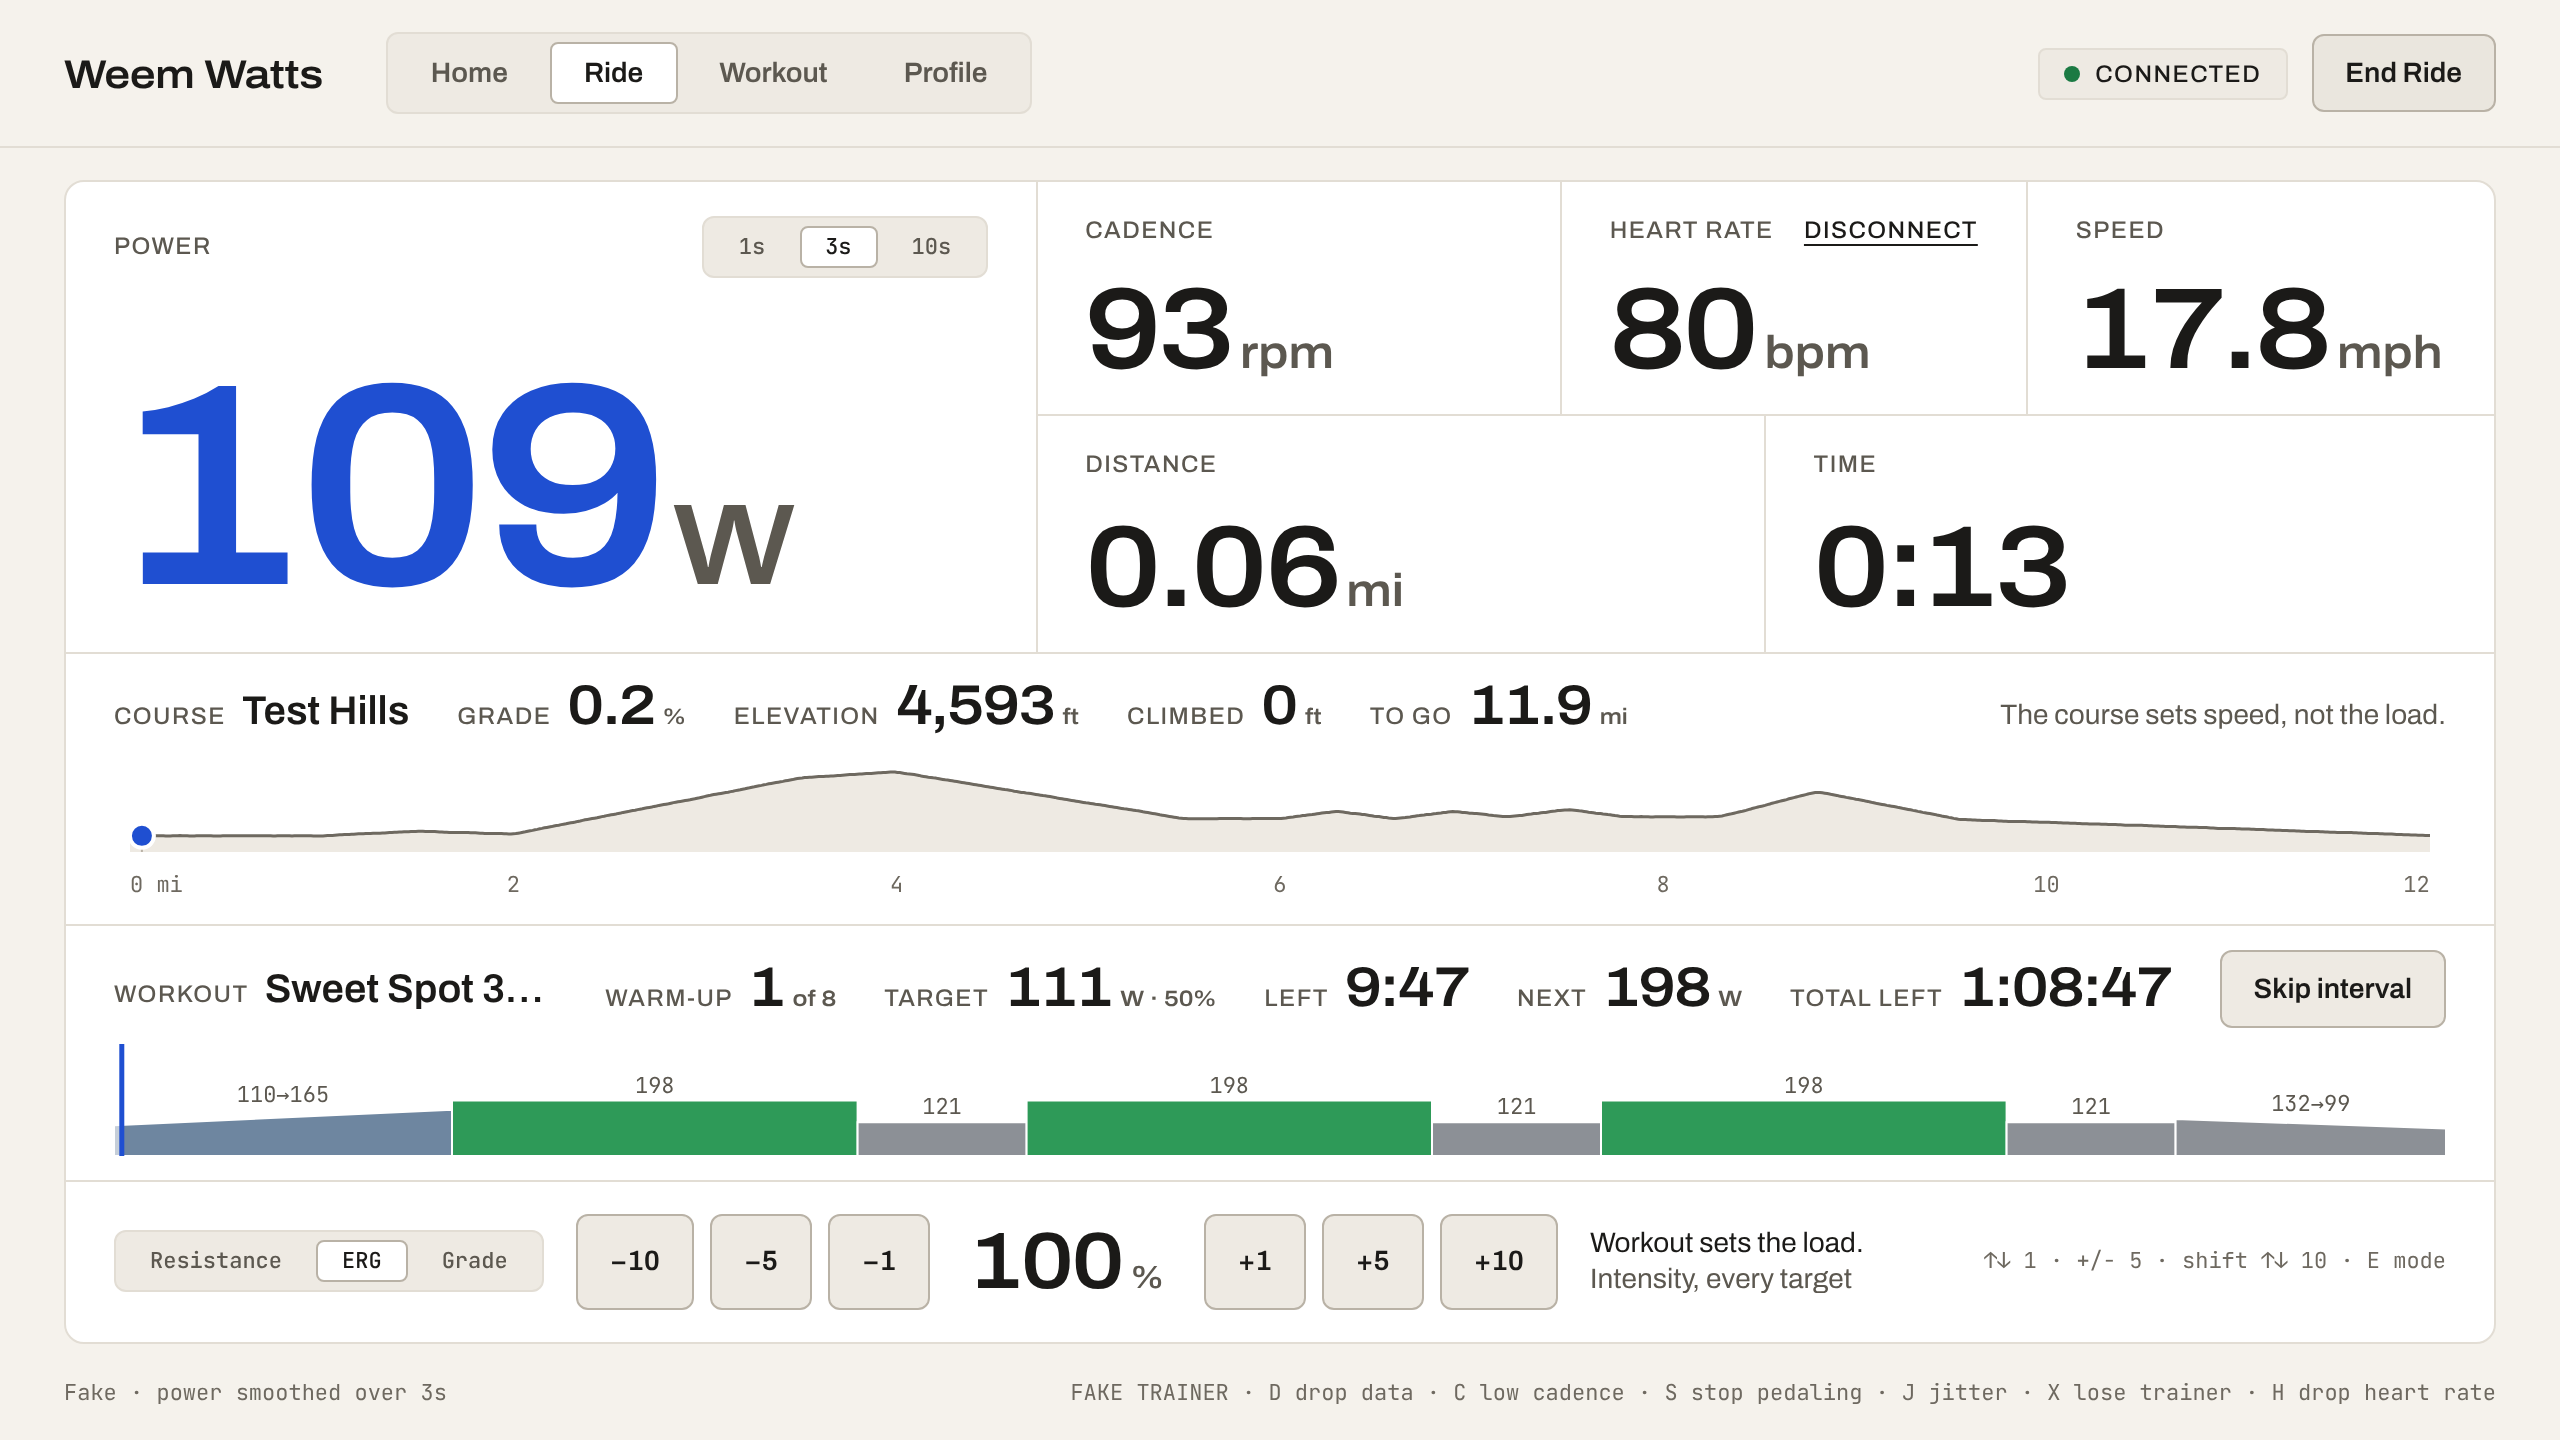 Weem Watts
Home
Ride
Workout
Profile
CONNECTED
End Ride
POWER
1s
3s
10s
109 W
CADENCE
93 rpm
HEART RATE
DISCONNECT
80 bpm
SPEED
17.8 mph
DISTANCE
0.06 mi
TIME
0:13
COURSE Test Hills
GRADE 0.2 %
ELEVATION 4,593 ft
CLIMBED 0 ft
TO GO 11.9 mi
The course sets speed, not the load.
0 mi
2
4
6
8
10
12
WORKOUT Sweet Spot 3…
WARM-UP 1 of 8
TARGET 111 W · 50%
LEFT 9:47
NEXT 198 W
TOTAL LEFT 1:08:47
Skip interval
110→165
198
121
198
121
198
121
132→99
Resistance
ERG
Grade
−10
−5
−1
100 %
+1
+5
+10
Workout sets the load.
Intensity, every target
↑↓ 1 · +/- 5 · shift ↑↓ 10 · E mode
Fake · power smoothed over 3s
FAKE TRAINER · D drop data · C low cadence · S stop pedaling · J jitter · X lose trainer · H drop heart rate